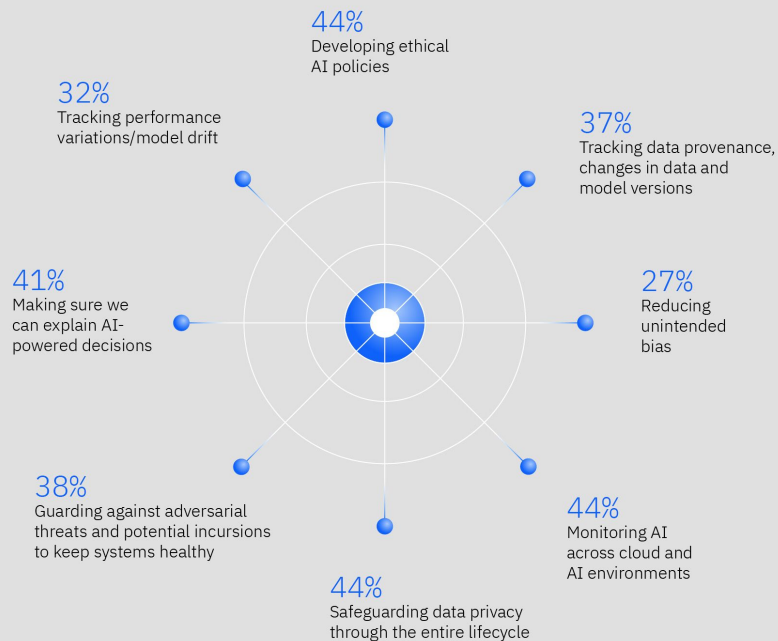 44%
Developing ethical
AI policies
37%
Tracking data provenance,
changes in data and
model versions
27%
Reducing
unintended
bias
44%
Monitoring AI
across cloud and
AI environments
44%
Safeguarding data privacy
through the entire lifecycle
38%
Guarding against adversarial
threats and potential incursions
to keep systems healthy
41%
Making sure we
can explain AI-
powered decisions
32%
Tracking performance
variations/model drift